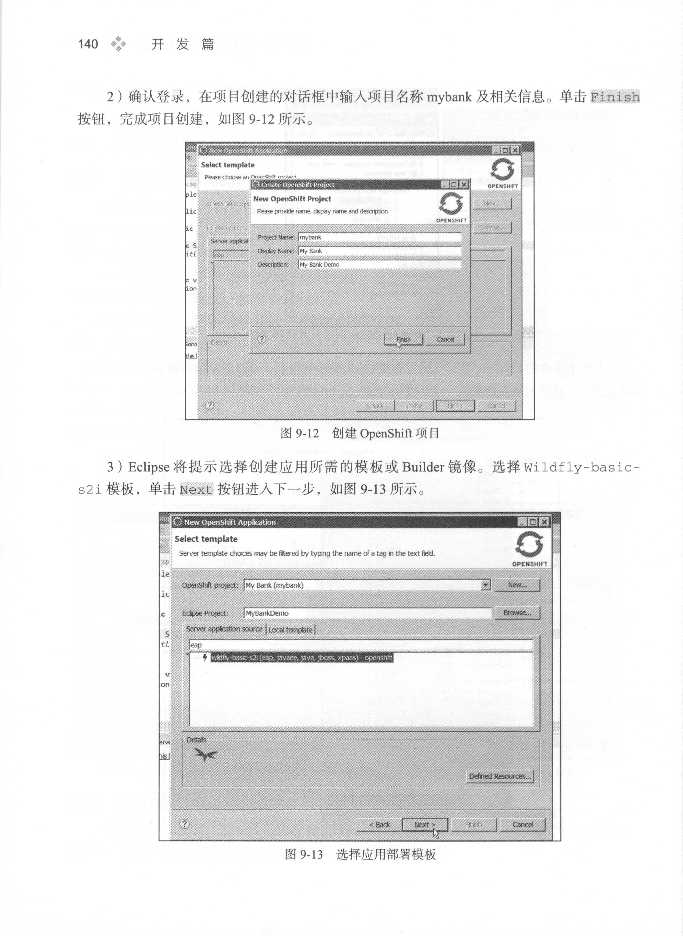 140 开 发 篇
2）确认登录，在项目创建的对话框中输入项目名称 mybank 及相关信息。单击 Finish
按钮，完成项目创建，如图 9-12 所示。
New OpenShift Application
Select template
Please choose an OpenShift project
OPENSHIFT
Create OpenShift Project
New OpenShift Project
Please provide name, display name and description
OPENSHIFT
Project Name: mybank
Display Name: My Bank
Description: My Bank Demo
Server applicat
eap
Details
Finish Cancel
图 9-12 创建 OpenShift 项目
3）Eclipse 将提示选择创建应用所需的模板或 Builder 镜像。选择 Wildfly-basic-
s2i 模板，单击 Next 按钮进入下一步，如图 9-13 所示。
New OpenShift Application
Select template
Server template choices may be filtered by typing the name of a tag in the text field.
OPENSHIFT
OpenShift project: My Bank (mybank) New...
Eclipse Project: MyBankDemo Browse...
Server application source Local template
eap
wildfly-basic-s2i (eap, javaee, java, jboss, xpaas) - openshift
Details
Defined Resources...
< Back Next > Finish Cancel
图 9-13 选择应用部署模板